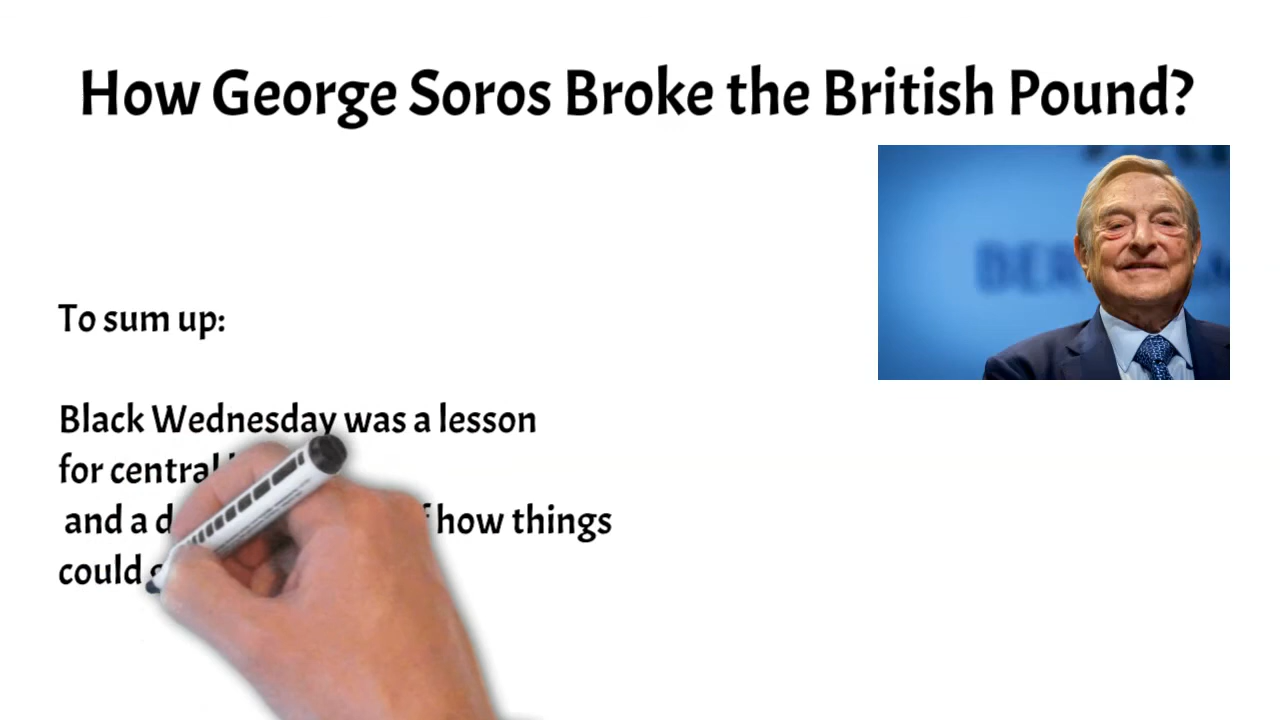 How George Soros Broke the British Pound?
To sum up:
Black Wednesday was a lesson
for central
and a how things
could